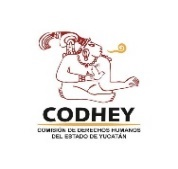 CODHEY
COMISIÓN DE DERECHOS HUMANOS
DEL ESTADO DE YUCATÁN